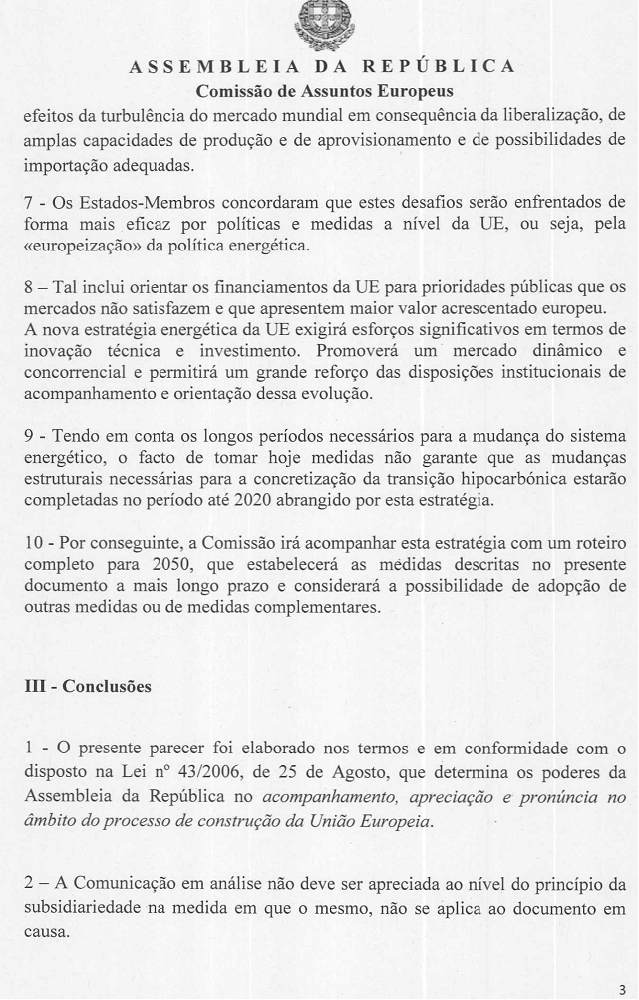 ASSEMBLEIA DA REPÚBLICA
Comissão de Assuntos Europeus
efeitos da turbulência do mercado mundial em consequência da liberalização, de
amplas capacidades de produção e de aprovisionamento e de possibilidades de
importação adequadas.
7 - Os Estados-Membros concordaram que estes desafios serão enfrentados de
forma mais eficaz por políticas e medidas a nível da UE, ou seja, pela
«europeização» da política energética.
8 – Tal inclui orientar os financiamentos da UE para prioridades públicas que os
mercados não satisfazem e que apresentem maior valor acrescentado europeu.
A nova estratégia energética da UE exigirá esforços significativos em termos de
inovação técnica e investimento. Promoverá um mercado dinâmico e
concorrencial e permitirá um grande reforço das disposições institucionais de
acompanhamento e orientação dessa evolução.
9 - Tendo em conta os longos períodos necessários para a mudança do sistema
energético, o facto de tomar hoje medidas não garante que as mudanças
estruturais necessárias para a concretização da transição hipocarbónica estarão
completadas no período até 2020 abrangido por esta estratégia.
10 - Por conseguinte, a Comissão irá acompanhar esta estratégia com um roteiro
completo para 2050, que estabelecerá as medidas descritas no presente
documento a mais longo prazo e considerará a possibilidade de adopção de
outras medidas ou de medidas complementares.
III - Conclusões
1 - O presente parecer foi elaborado nos termos e em conformidade com o
disposto na Lei nº 43/2006, de 25 de Agosto, que determina os poderes da
Assembleia da República no acompanhamento, apreciação e pronúncia no
âmbito do processo de construção da União Europeia.
2 – A Comunicação em análise não deve ser apreciada ao nível do princípio da
subsidiariedade na medida em que o mesmo, não se aplica ao documento em
causa.
3